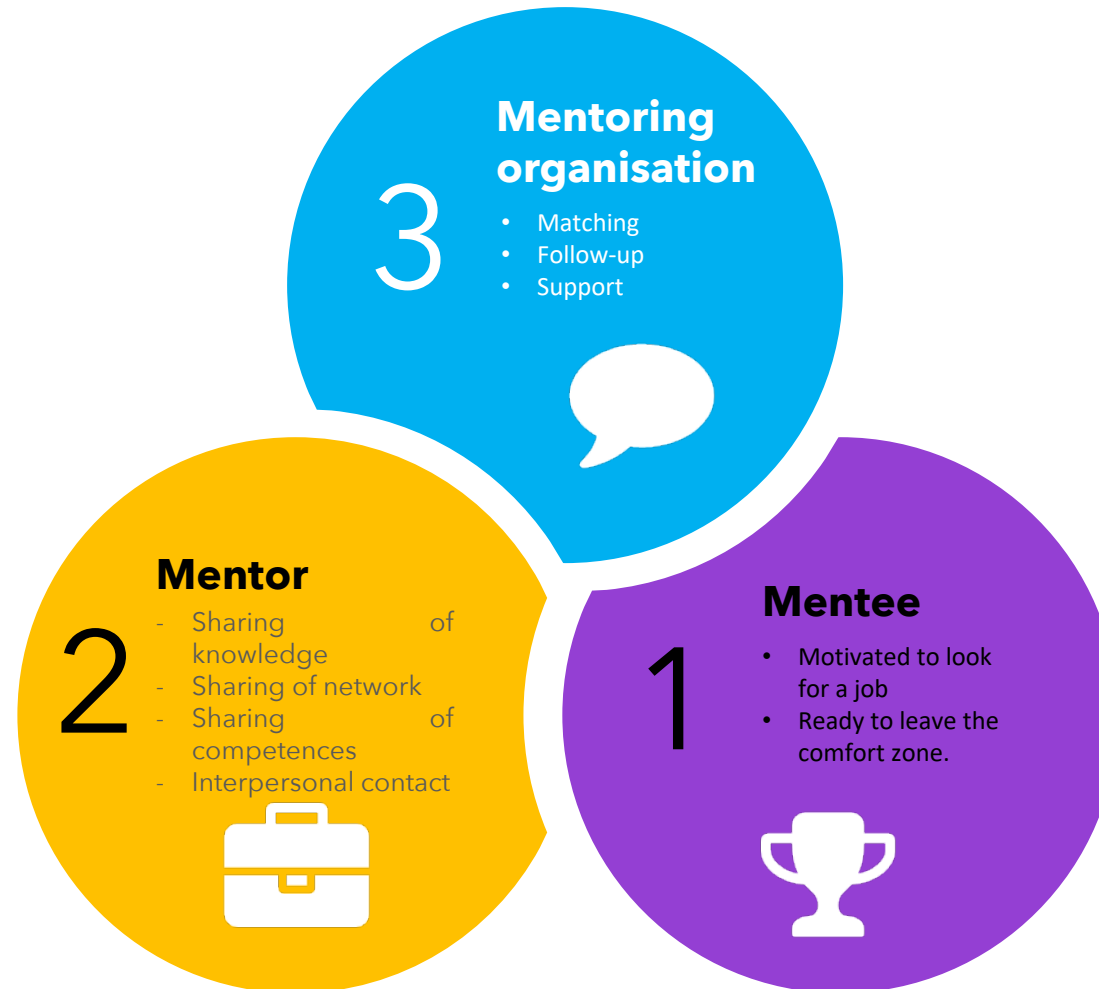 3
Mentoring
organisation
• Matching
• Follow-up
• Support
2
Mentor
- Sharing of
knowledge
- Sharing of network
- Sharing of
competences
- Interpersonal contact
1
Mentee
• Motivated to look
for a job
• Ready to leave the
comfort zone.